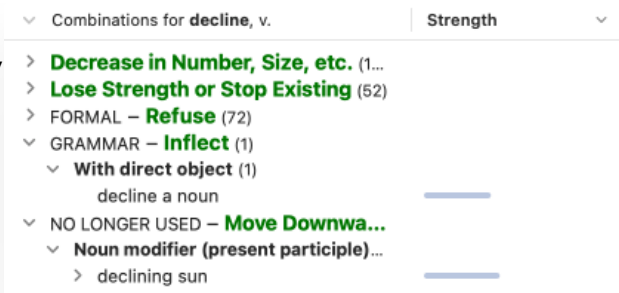 Combinations for decline, v. Strength
Decrease in Number, Size, etc. (1...
Lose Strength or Stop Existing (52)
FORMAL – Refuse (72)
GRAMMAR – Inflect (1)
With direct object (1)
decline a noun
NO LONGER USED – Move Downwa...
Noun modifier (present participle)...
declining sun